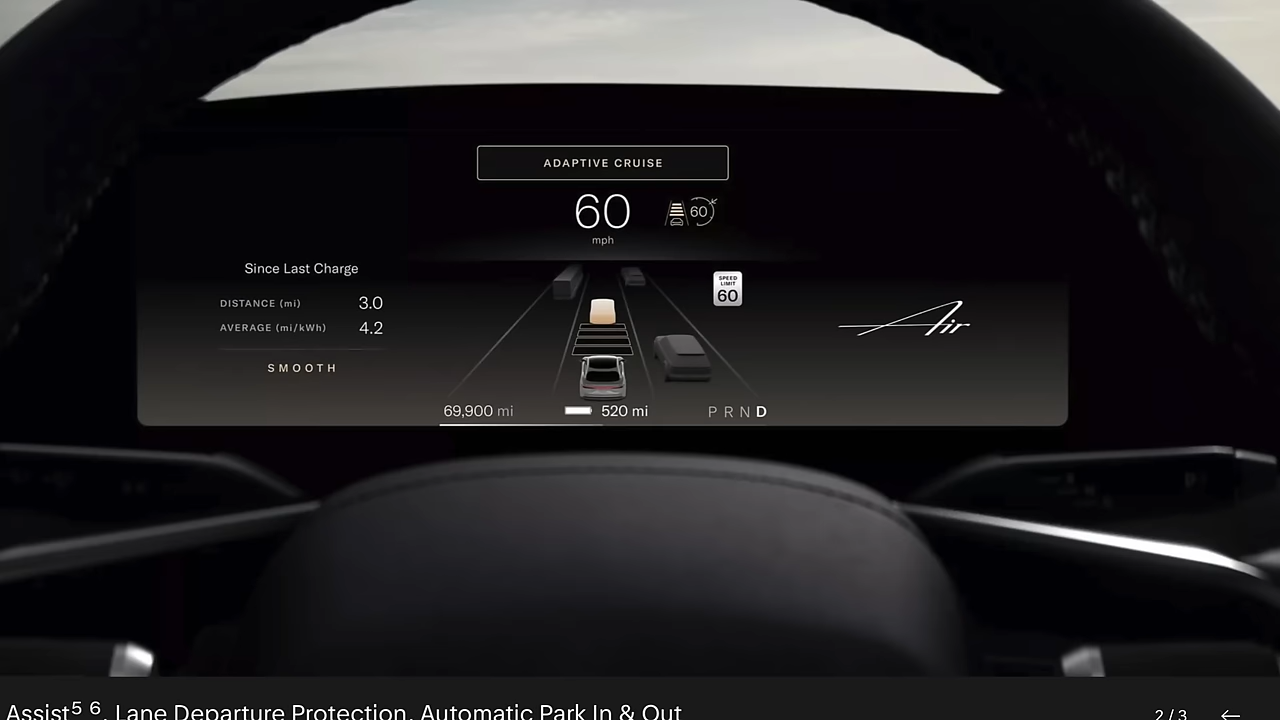 ADAPTIVE CRUISE
60
mph
60
Since Last Charge
DISTANCE (mi) 3.0
AVERAGE (mi/kWh) 4.2
SMOOTH
SPEED
LIMIT
60
Air
69,900 mi 520 mi P R N D
Assist⁵ ⁶, Lane Departure Protection, Automatic Park In & Out
2 / 3 ←